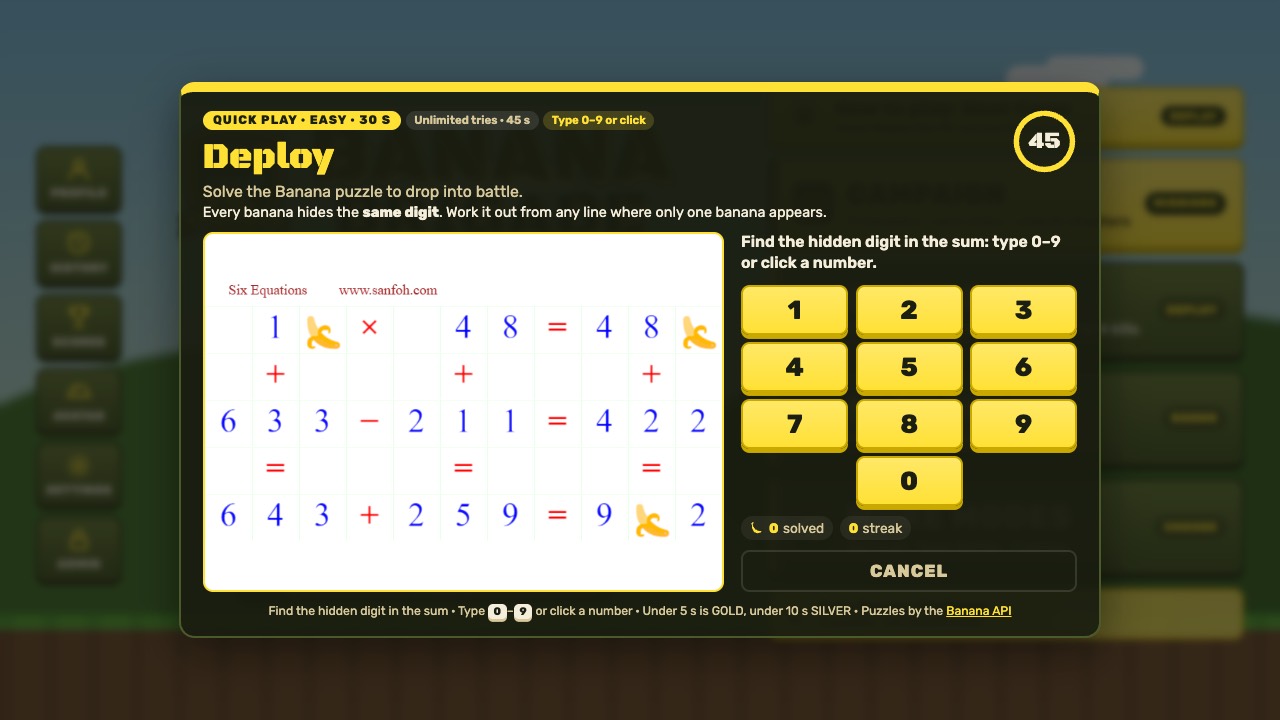 QUICK PLAY • EASY • 30 S
Unlimited tries • 45 s
Type 0–9 or click
45
Deploy
Solve the Banana puzzle to drop into battle.
Every banana hides the same digit. Work it out from any line where only one banana appears.
Six Equations www.sanfoh.com
1 × 4 8 = 4 8
+ + +
6 3 3 − 2 1 1 = 4 2 2
= = =
6 4 3 + 2 5 9 = 9 2
Find the hidden digit in the sum: type 0–9
or click a number.
1 2 3
4 5 6
7 8 9
0
0 solved
0 streak
CANCEL
Find the hidden digit in the sum • Type 0–9 or click a number • Under 5 s is GOLD, under 10 s SILVER • Puzzles by the Banana API